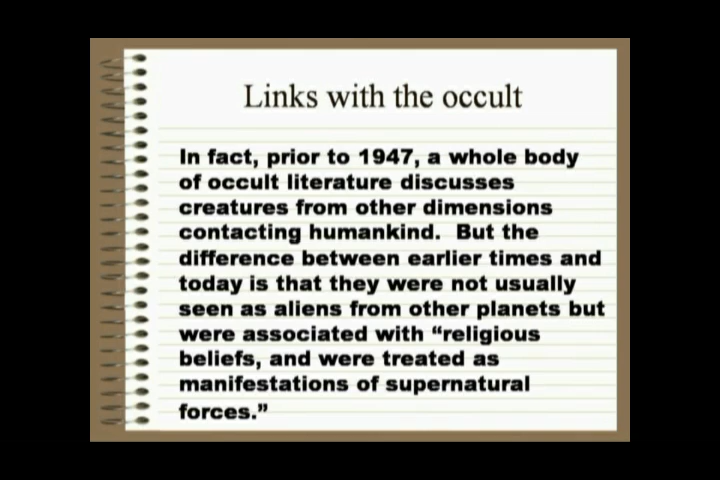 Links with the occult
In fact, prior to 1947, a whole body
of occult literature discusses
creatures from other dimensions
contacting humankind.  But the
difference between earlier times and
today is that they were not usually
seen as aliens from other planets but
were associated with “religious
beliefs, and were treated as
manifestations of supernatural
forces.”